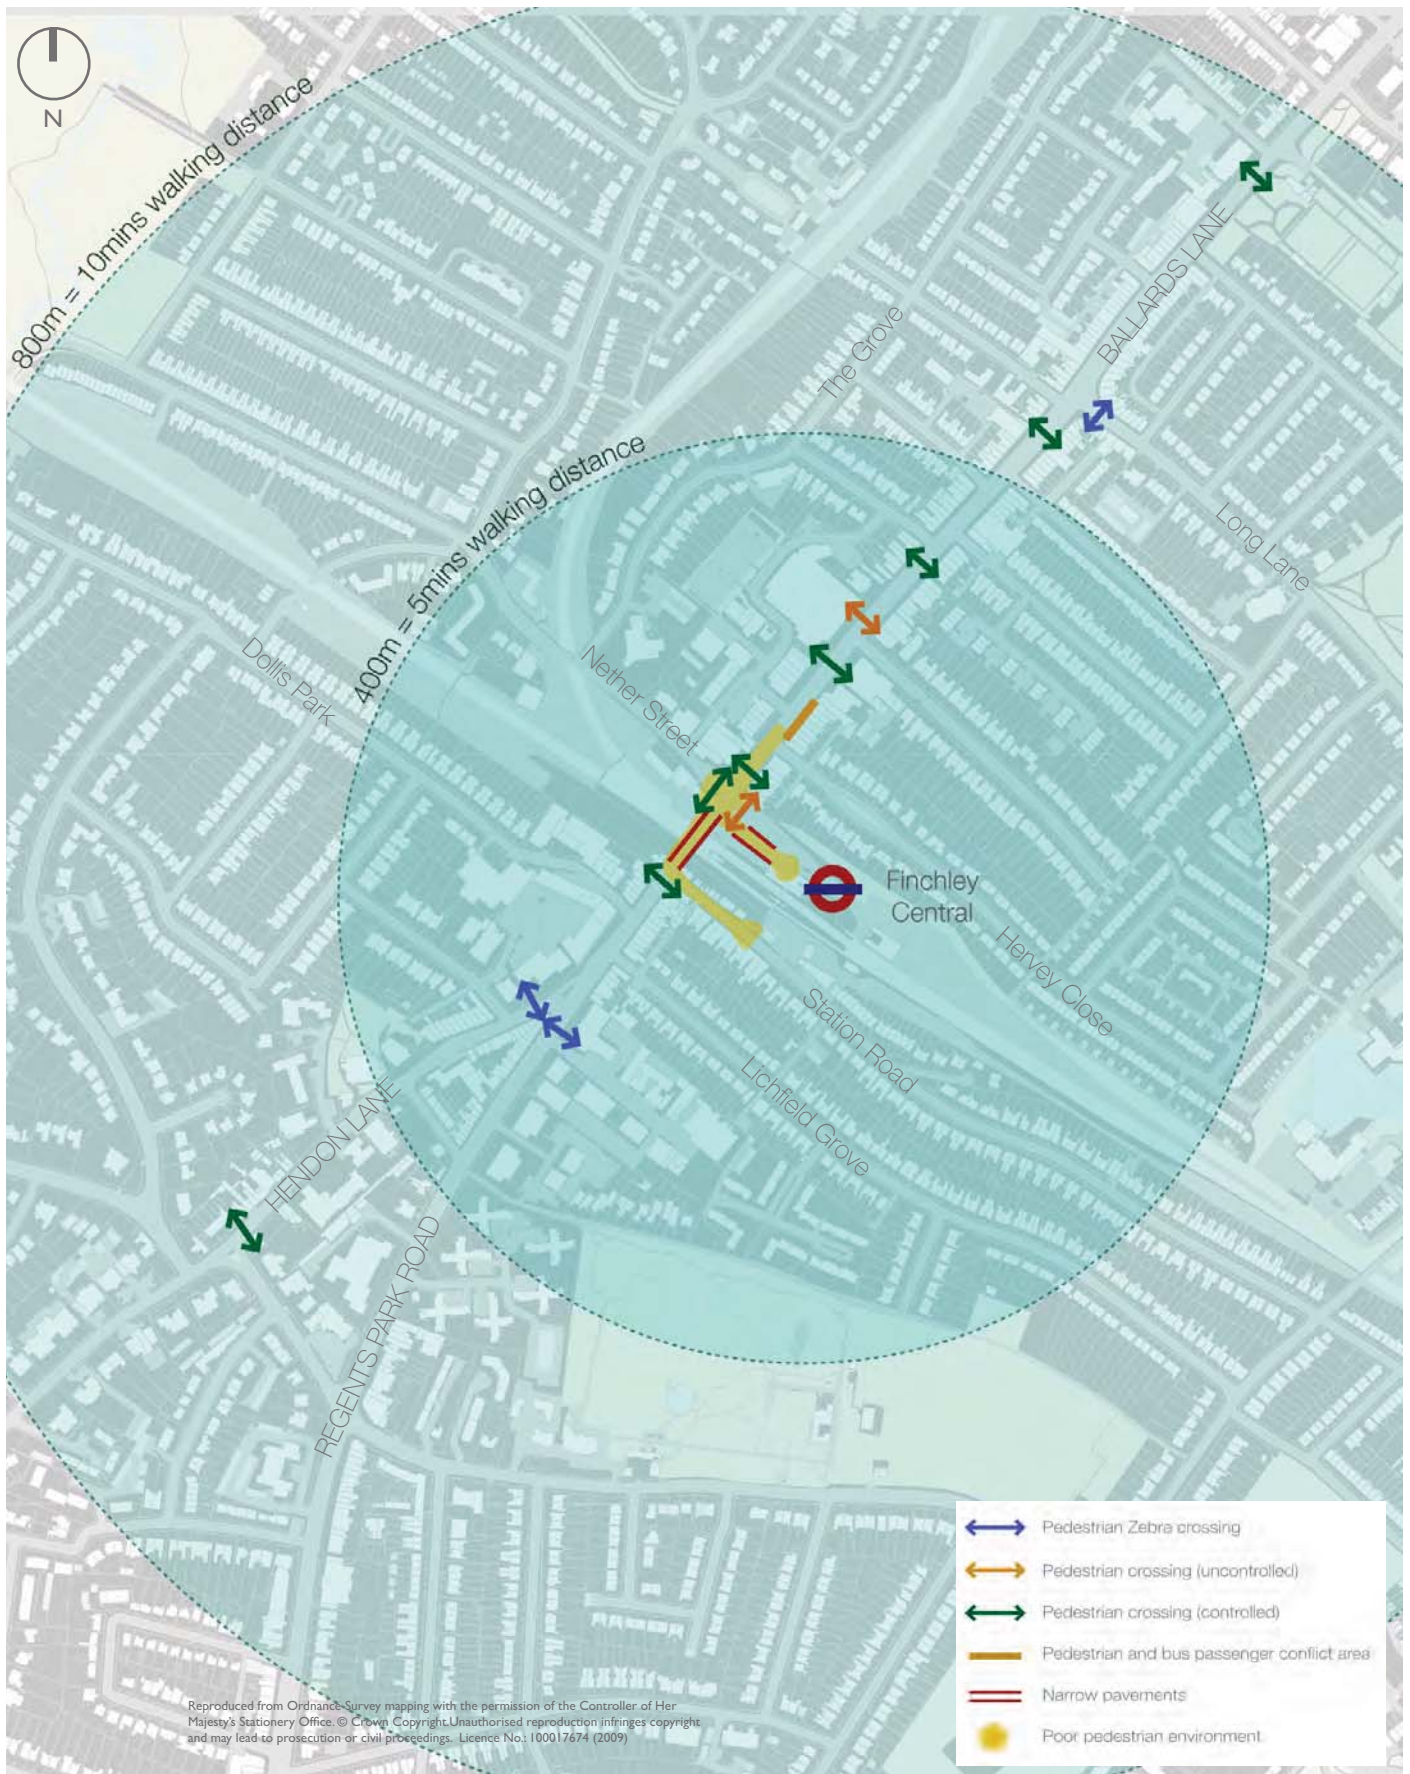 N
800m = 10mins walking distance
BALLARDS LANE
The Grove
400m = 5mins walking distance
Long Lane
Dollis Park
Nether Street
Finchley
Central
Hervey Close
Station Road
Lichfield Grove
HENDON LANE
REGENTS PARK ROAD
Pedestrian Zebra crossing
Pedestrian crossing (uncontrolled)
Pedestrian crossing (controlled)
Pedestrian and bus passenger conflict area
Narrow pavements
Poor pedestrian environment
Reproduced from Ordnance Survey mapping with the permission of the Controller of Her
Majesty's Stationery Office. © Crown Copyright.Unauthorised reproduction infringes copyright
and may lead to prosecution or civil proceedings. Licence No.: 100017674 (2009)